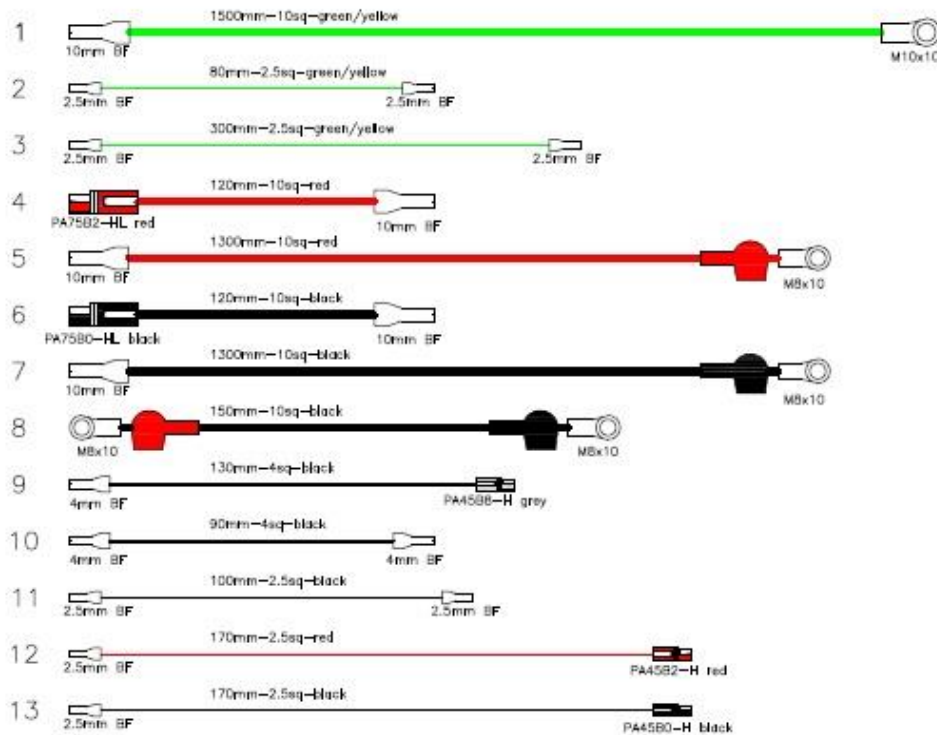 1
1500mm-10sq-green/yellow
10mm BF
M10x10
2
80mm-2.5sq-green/yellow
2.5mm BF
2.5mm BF
3
300mm-2.5sq-green/yellow
2.5mm BF
2.5mm BF
4
120mm-10sq-red
PA75B2-HL red
10mm BF
5
1300mm-10sq-red
10mm BF
M8x10
6
120mm-10sq-black
PA75B0-HL black
10mm BF
7
1300mm-10sq-black
10mm BF
M8x10
8
150mm-10sq-black
M8x10
M8x10
9
130mm-4sq-black
4mm BF
PA45B8-H grey
10
90mm-4sq-black
4mm BF
4mm BF
11
100mm-2.5sq-black
2.5mm BF
2.5mm BF
12
170mm-2.5sq-red
2.5mm BF
PA45B2-H red
13
170mm-2.5sq-black
2.5mm BF
PA45B0-H black